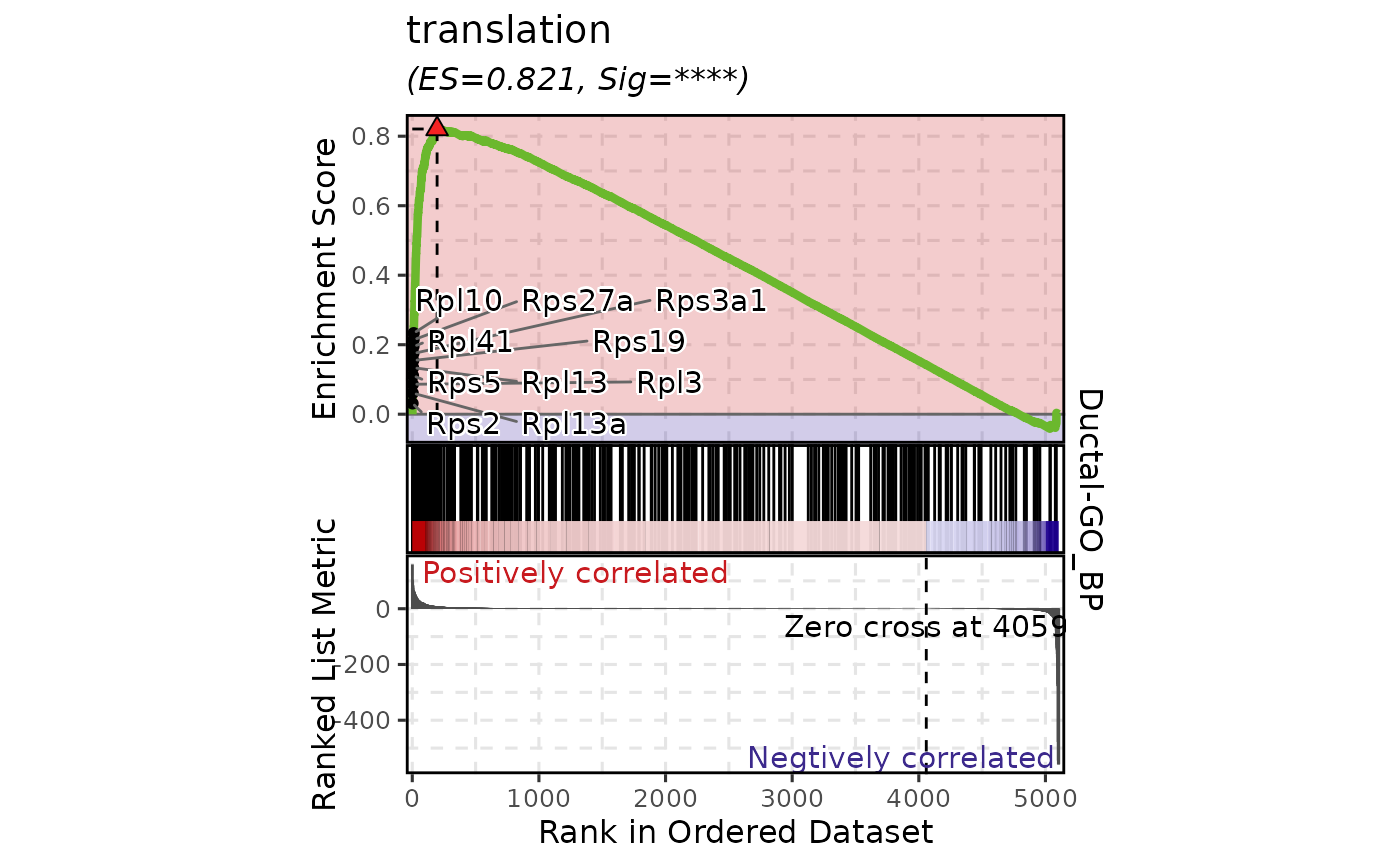 translation
(ES=0.821, Sig=****)
Enrichment Score
0.8
0.6
0.4
0.2
0.0
Rpl10 Rps27a Rps3a1
Rpl41 Rps19
Rps5 Rpl13 Rpl3
Rps2 Rpl13a
Ductal-GO_BP
Ranked List Metric
0
-200
-400
Positively correlated
Zero cross at 4059
Negtively correlated
0 1000 2000 3000 4000 5000
Rank in Ordered Dataset